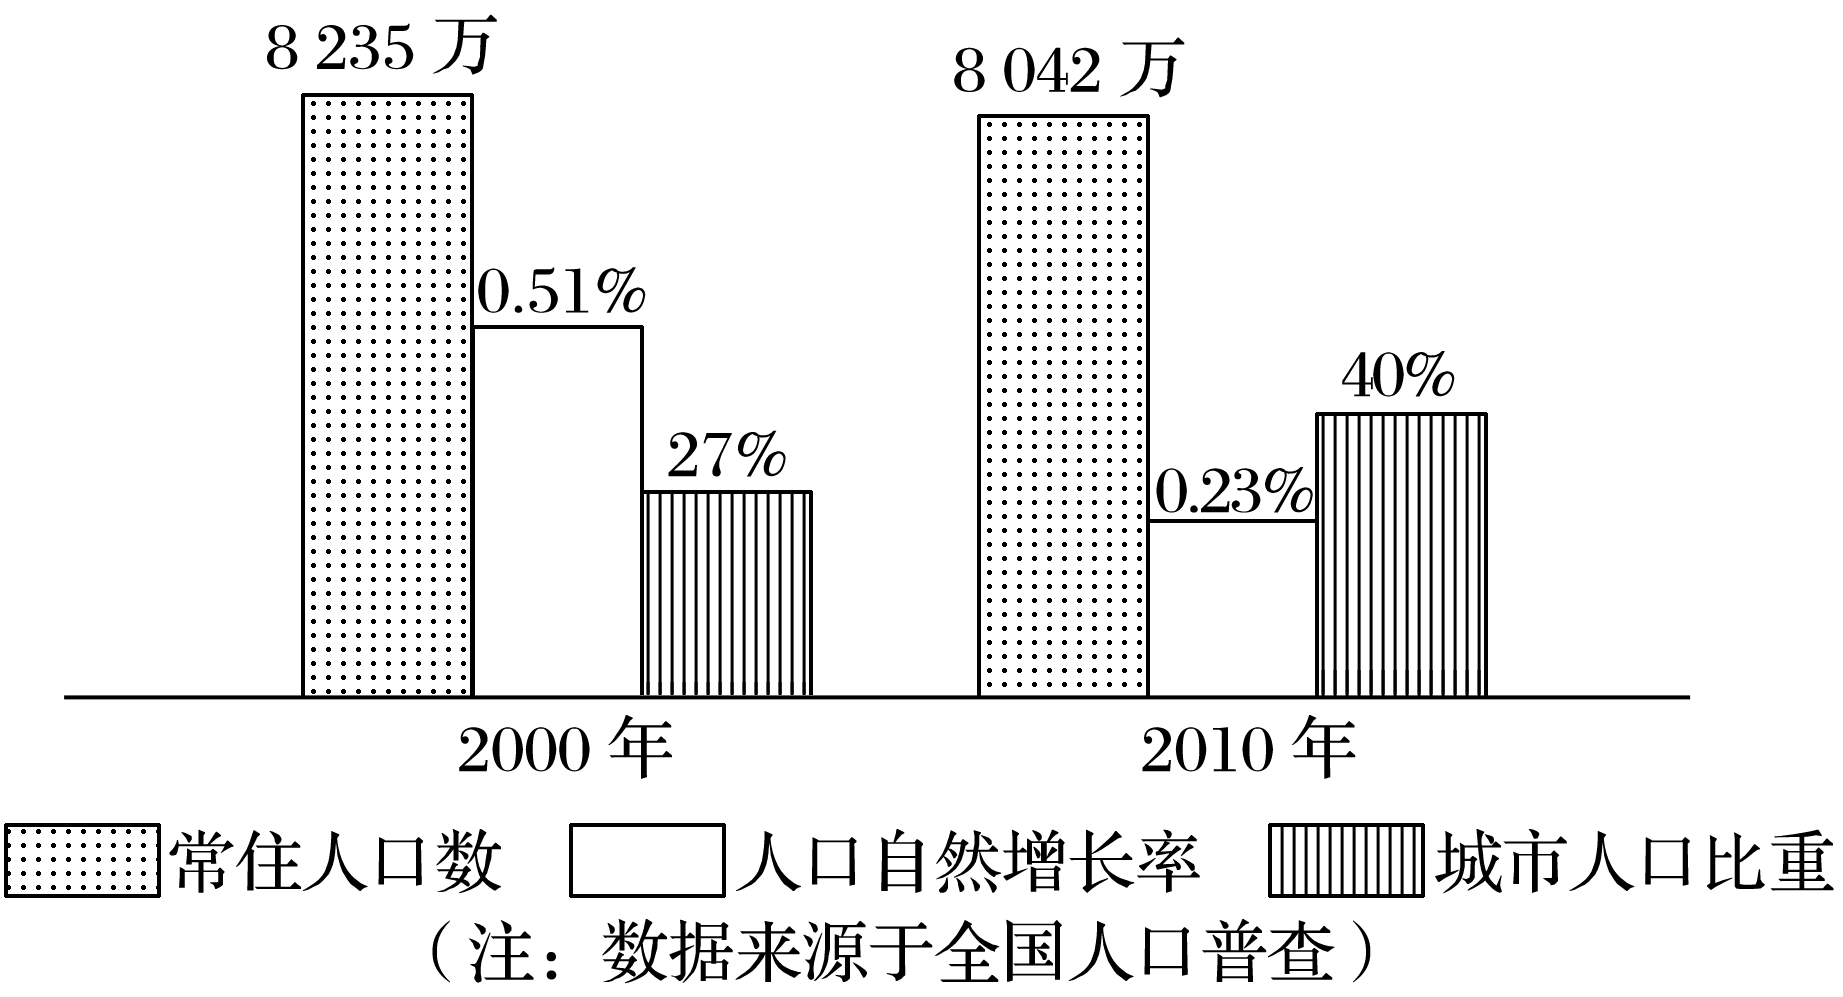 8 235 万
8 042 万
0.51%
27%
0.23%
40%
2000 年
2010 年
常住人口数 人口自然增长率 城市人口比重
（注：数据来源于全国人口普查）